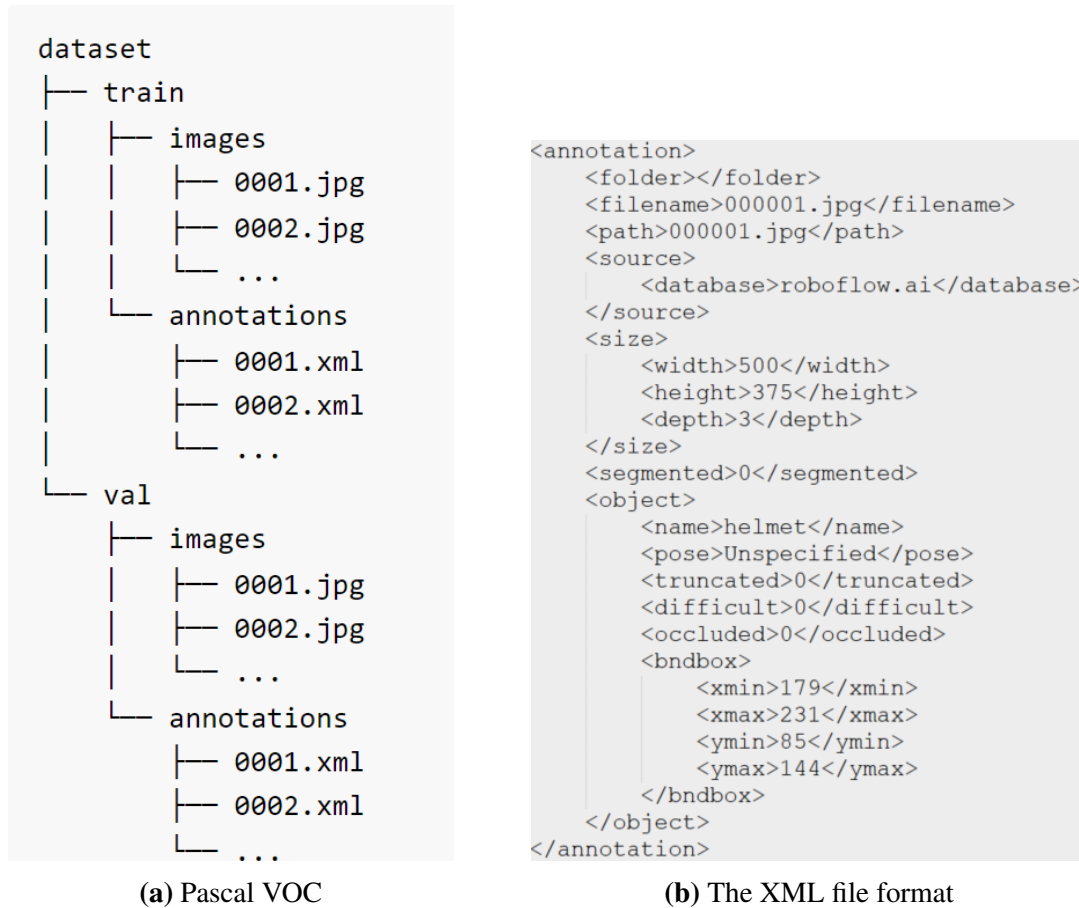 dataset
├── train
│   ├── images
│   │   ├── 0001.jpg
│   │   ├── 0002.jpg
│   │   └── ...
│   └── annotations
│       ├── 0001.xml
│       ├── 0002.xml
│       └── ...
└── val
    ├── images
    │   ├── 0001.jpg
    │   ├── 0002.jpg
    │   └── ...
    └── annotations
        ├── 0001.xml
        ├── 0002.xml
        └── ...
(a) Pascal VOC
<annotation>
    <folder></folder>
    <filename>000001.jpg</filename>
    <path>000001.jpg</path>
    <source>
        <database>roboflow.ai</database>
    </source>
    <size>
        <width>500</width>
        <height>375</height>
        <depth>3</depth>
    </size>
    <segmented>0</segmented>
    <object>
        <name>helmet</name>
        <pose>Unspecified</pose>
        <truncated>0</truncated>
        <difficult>0</difficult>
        <occluded>0</occluded>
        <bndbox>
            <xmin>179</xmin>
            <xmax>231</xmax>
            <ymin>85</ymin>
            <ymax>144</ymax>
        </bndbox>
    </object>
</annotation>
(b) The XML file format